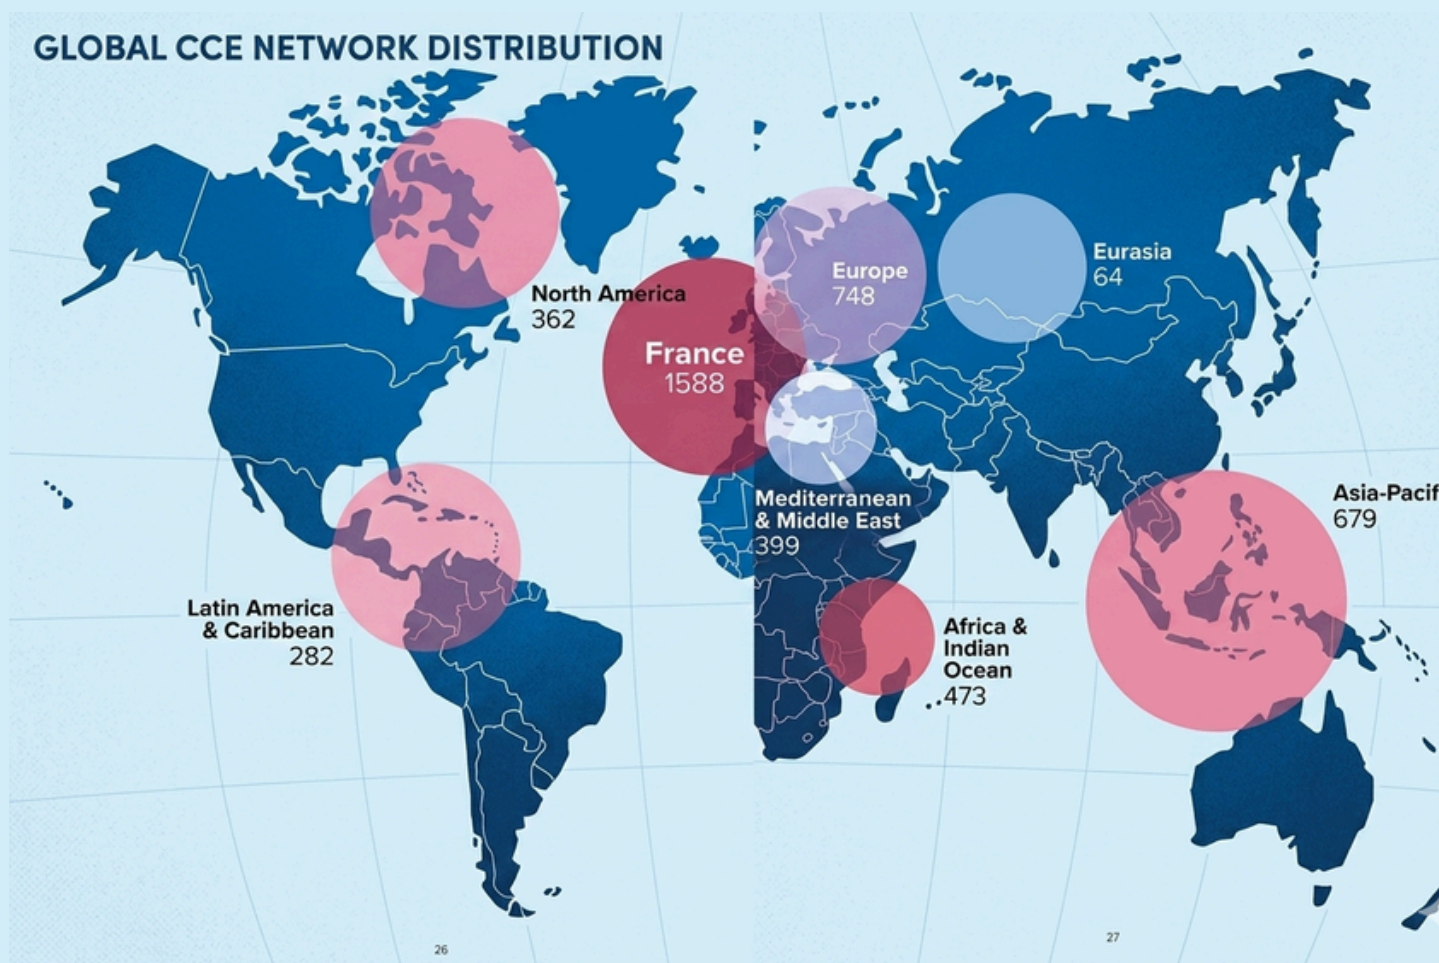 GLOBAL CCE NETWORK DISTRIBUTION
North America
362
France
1588
Europe
748
Eurasia
64
Mediterranean
& Middle East
399
Asia-Pacif
679
Latin America
& Caribbean
282
Africa &
Indian
Ocean
473
26
27